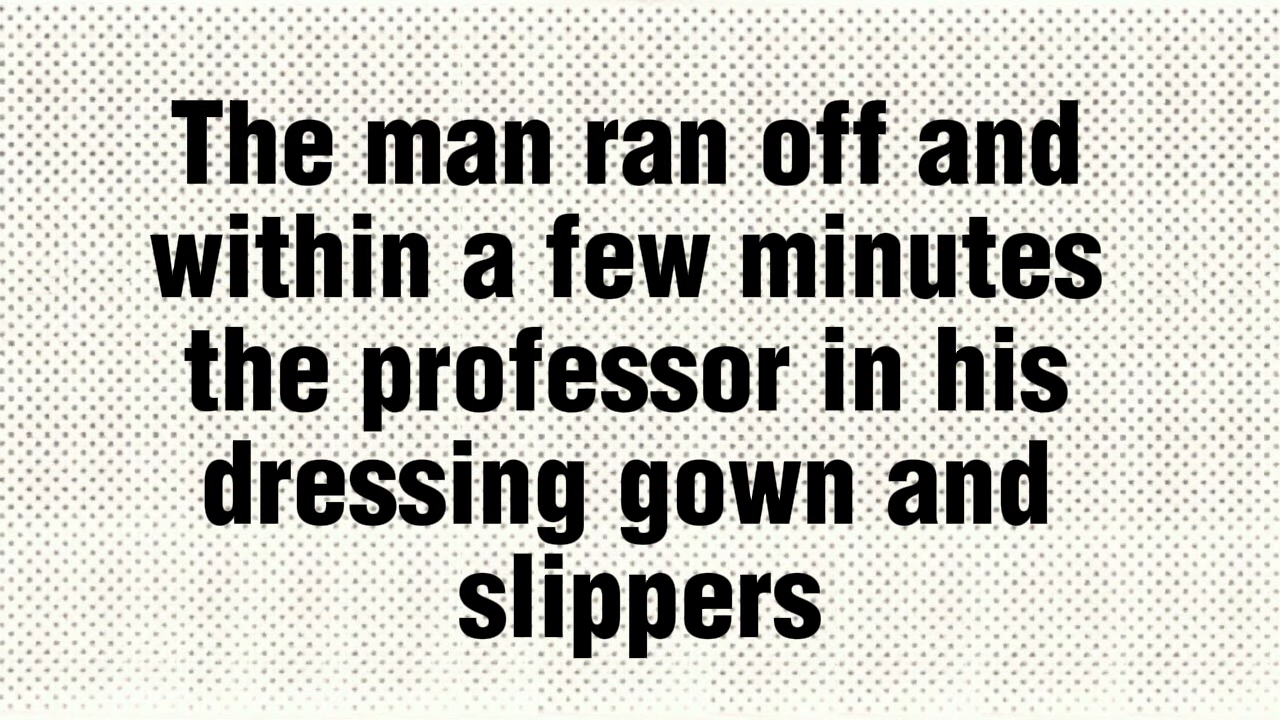 The man ran off and
within a few minutes
the professor in his
dressing gown and
slippers